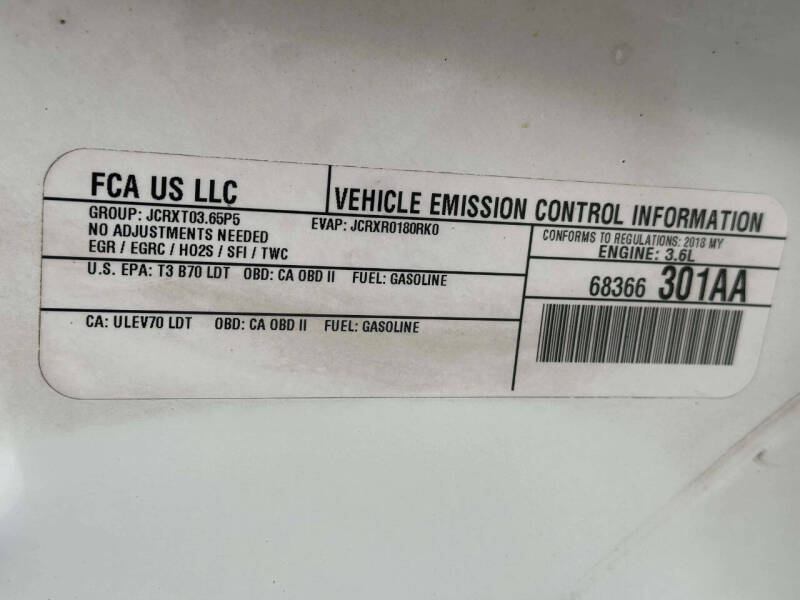 FCA US LLC
VEHICLE EMISSION CONTROL INFORMATION
GROUP: JCRXT03.65P5 EVAP: JCRXR0180RK0
NO ADJUSTMENTS NEEDED
EGR / EGRC / HO2S / SFI / TWC
CONFORMS TO REGULATIONS: 2018 MY
ENGINE: 3.6L
U.S. EPA: T3 B70 LDT OBD: CA OBD II FUEL: GASOLINE
68366 301AA
CA: ULEV70 LDT OBD: CA OBD II FUEL: GASOLINE